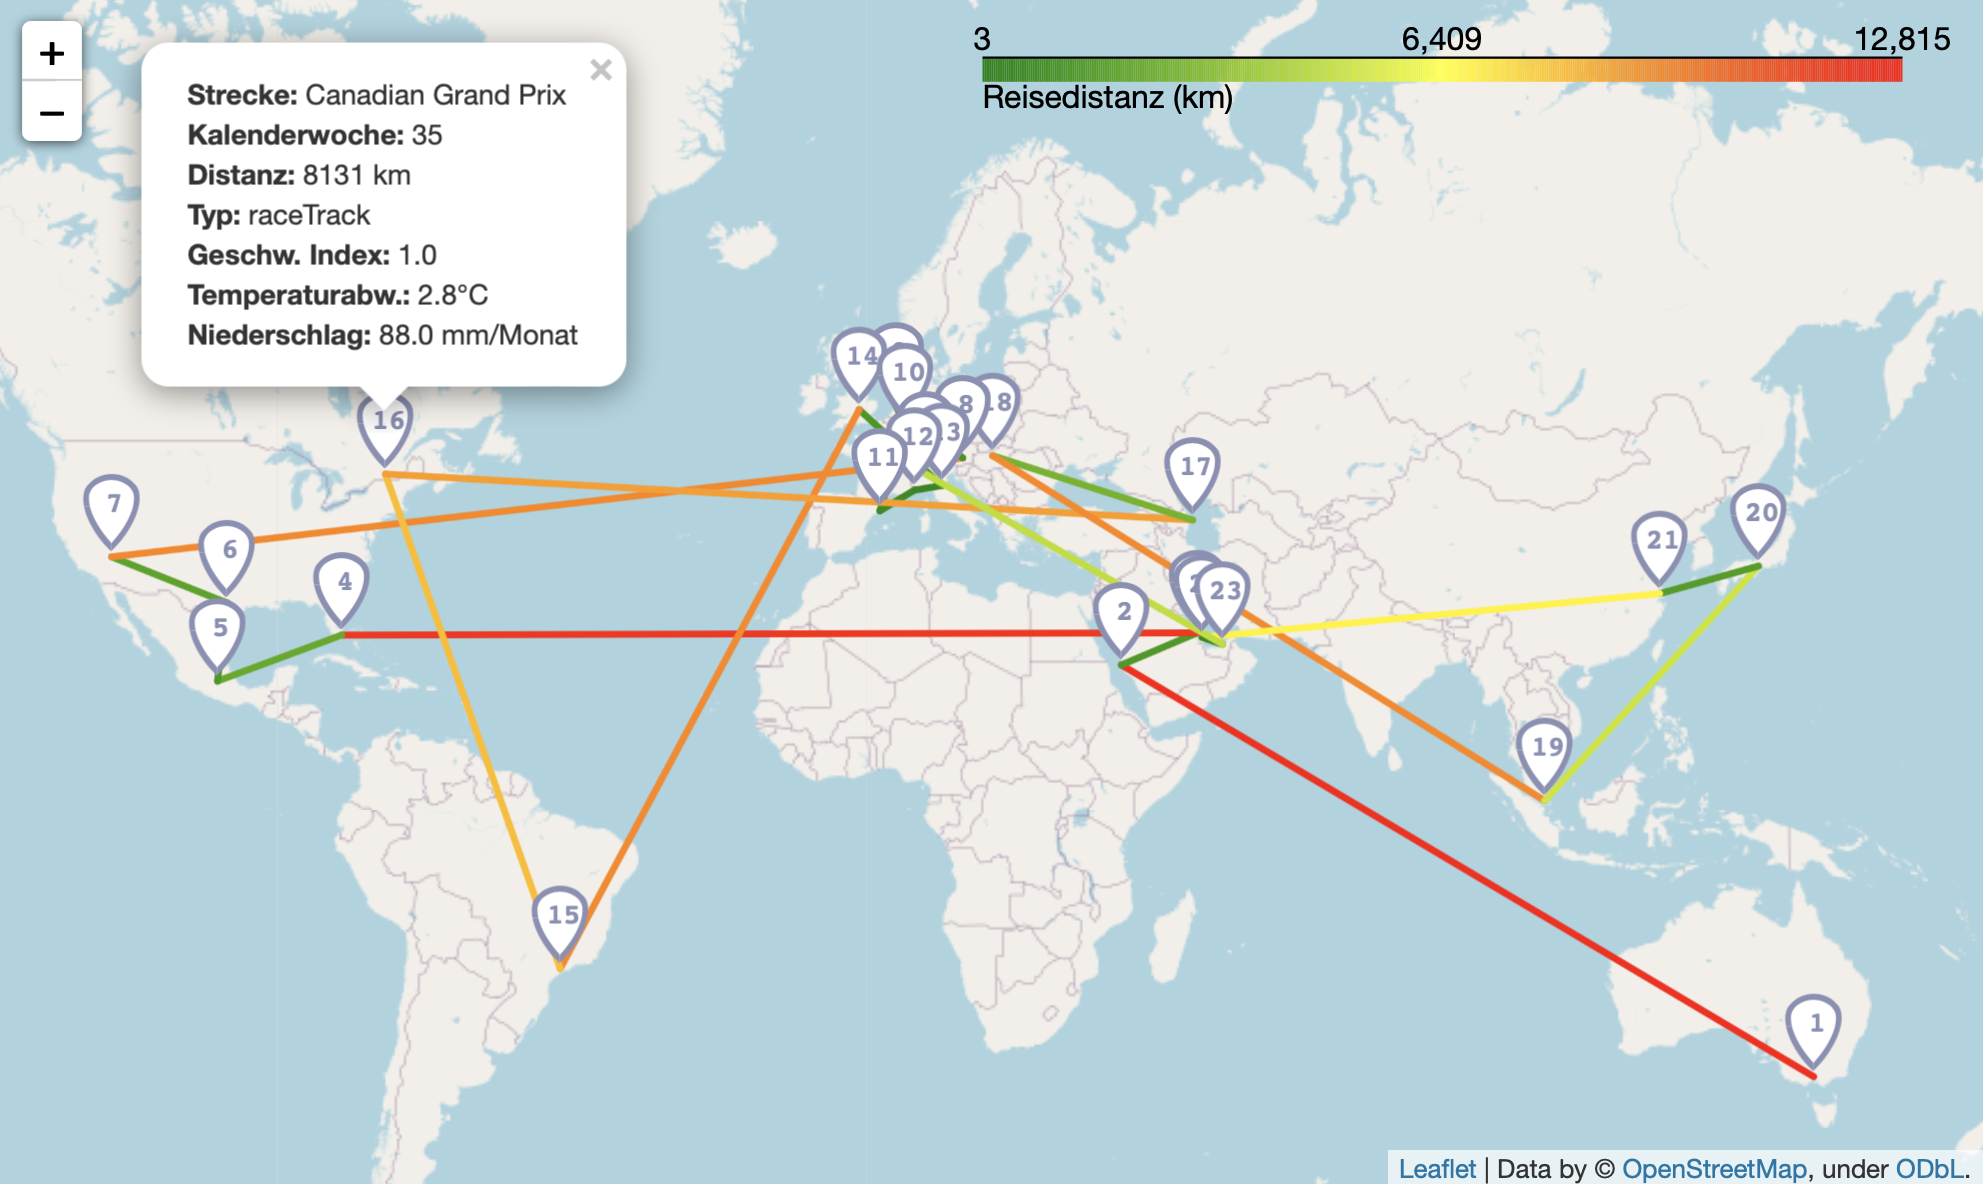 +
−
×
Strecke: Canadian Grand Prix
Kalenderwoche: 35
Distanz: 8131 km
Typ: raceTrack
Geschw. Index: 1.0
Temperaturabw.: 2.8°C
Niederschlag: 88.0 mm/Monat
3 6,409 12,815
Reisedistanz (km)
14
10
8
16
12
11
17
7
20
6
21
4
23
2
5
19
15
1
Leaflet | Data by © OpenStreetMap, under ODbL.